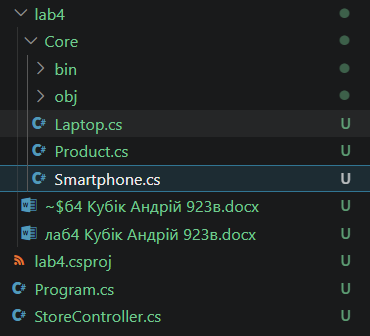 lab4
Core
bin
obj
C# Laptop.cs U
C# Product.cs U
C# Smartphone.cs U
~$64 Кубік Андрій 923в.docx U
лаб4 Кубік Андрій 923в.docx U
lab4.csproj U
C# Program.cs U
C# StoreController.cs U